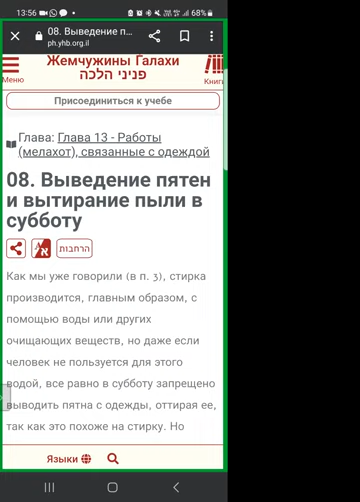 13:56 68%
08. Выведение п...
ph.yhb.org.il
Жемчужины Галахи
פניני הלכה
Меню
Книги
Присоединиться к учебе
Глава: Глава 13 - Работы
(мелахот), связанные с одеждой
08. Выведение пятен
и вытирание пыли в
субботу
הרחבות
Как мы уже говорили (в п. 3), стирка
производится, главным образом, с
помощью воды или других
очищающих веществ, но даже если
человек не пользуется для этого
водой, все равно в субботу запрещено
выводить пятна с одежды, оттирая ее,
так как это похоже на стирку. Но
Языки